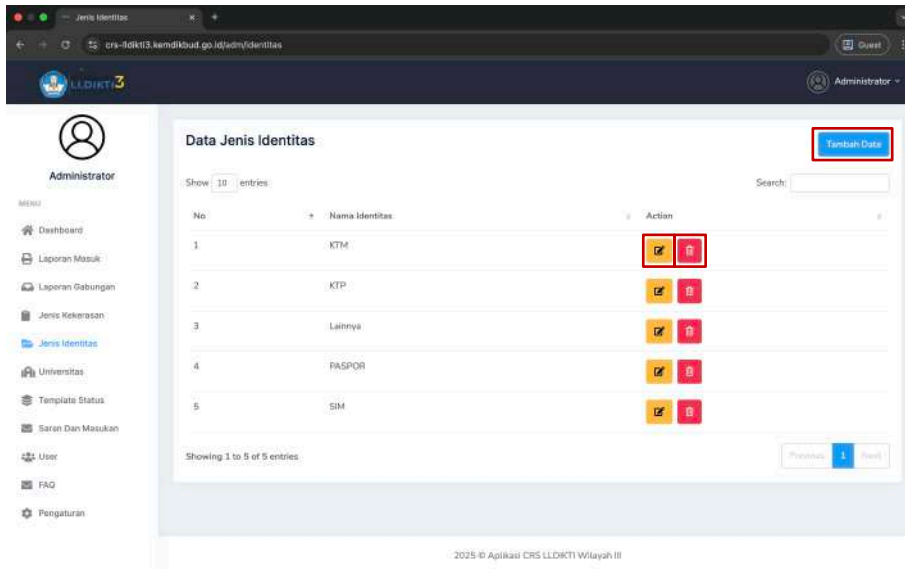 Jenis Identitas
crs-lldikti3.kemdikbud.go.id/adm/identitas
Guest
LLDIKTI3
Administrator
Administrator
MENU
Dashboard
Laporan Masuk
Laporan Gabungan
Jenis Kekerasan
Jenis Identitas
Universitas
Template Status
Saran Dan Masukan
User
FAQ
Pengaturan
Data Jenis Identitas
Tambah Data
Show 10 entries
Search:
No Nama Identitas Action
1 KTM
2 KTP
3 Lainnya
4 PASPOR
5 SIM
Showing 1 to 5 of 5 entries
Previous 1 Next
2025 © Aplikasi CRS LLDIKTI Wilayah III